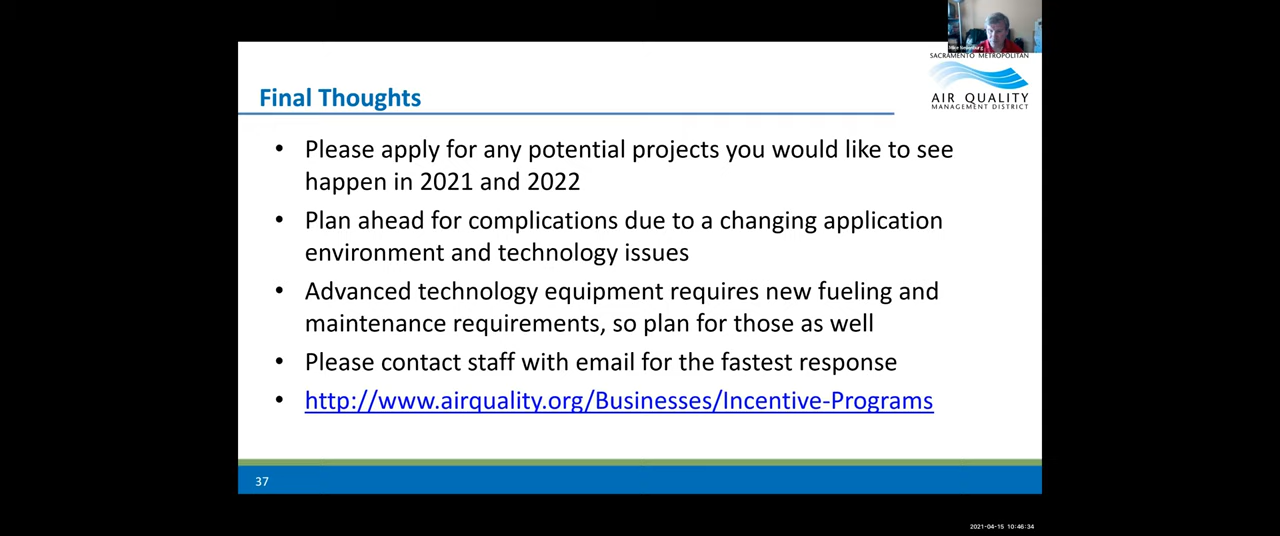 SACRAMENTO METROPOLITAN
AIR QUALITY
MANAGEMENT DISTRICT
Final Thoughts
• Please apply for any potential projects you would like to see
happen in 2021 and 2022
• Plan ahead for complications due to a changing application
environment and technology issues
• Advanced technology equipment requires new fueling and
maintenance requirements, so plan for those as well
• Please contact staff with email for the fastest response
• http://www.airquality.org/Businesses/Incentive-Programs
37
2021-04-15 10:46:34